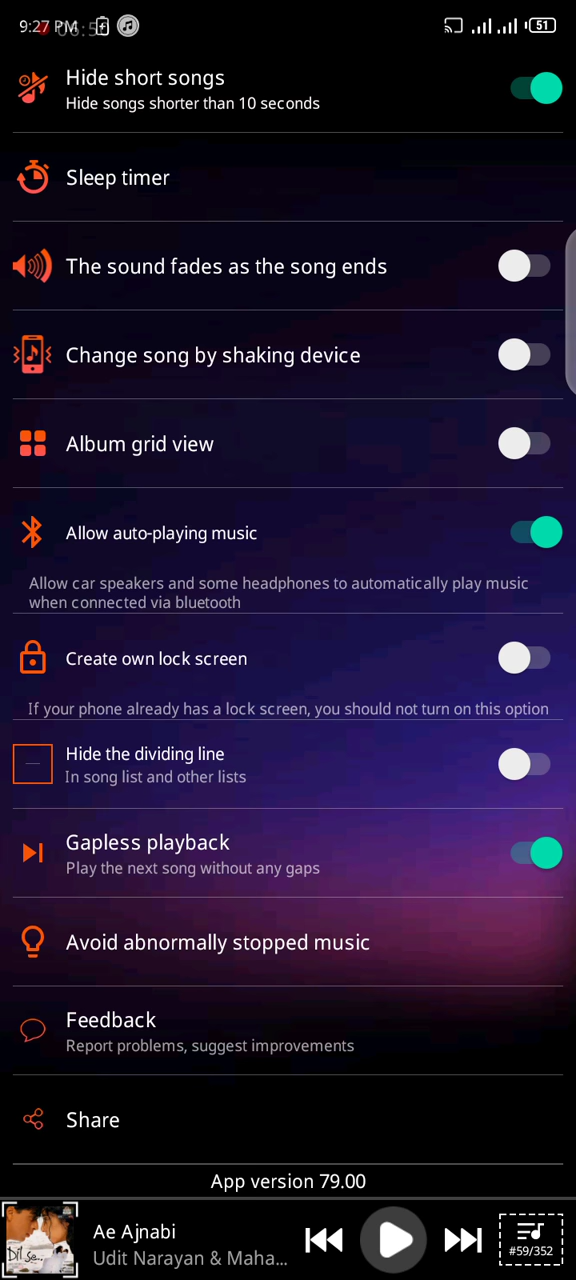 9:27 PM
51
Hide short songs
Hide songs shorter than 10 seconds
Sleep timer
The sound fades as the song ends
Change song by shaking device
Album grid view
Allow auto-playing music
Allow car speakers and some headphones to automatically play music
when connected via bluetooth
Create own lock screen
If your phone already has a lock screen, you should not turn on this option
Hide the dividing line
In song list and other lists
Gapless playback
Play the next song without any gaps
Avoid abnormally stopped music
Feedback
Report problems, suggest improvements
Share
App version 79.00
Dil se..
Ae Ajnabi
Udit Narayan & Maha...
#59/352